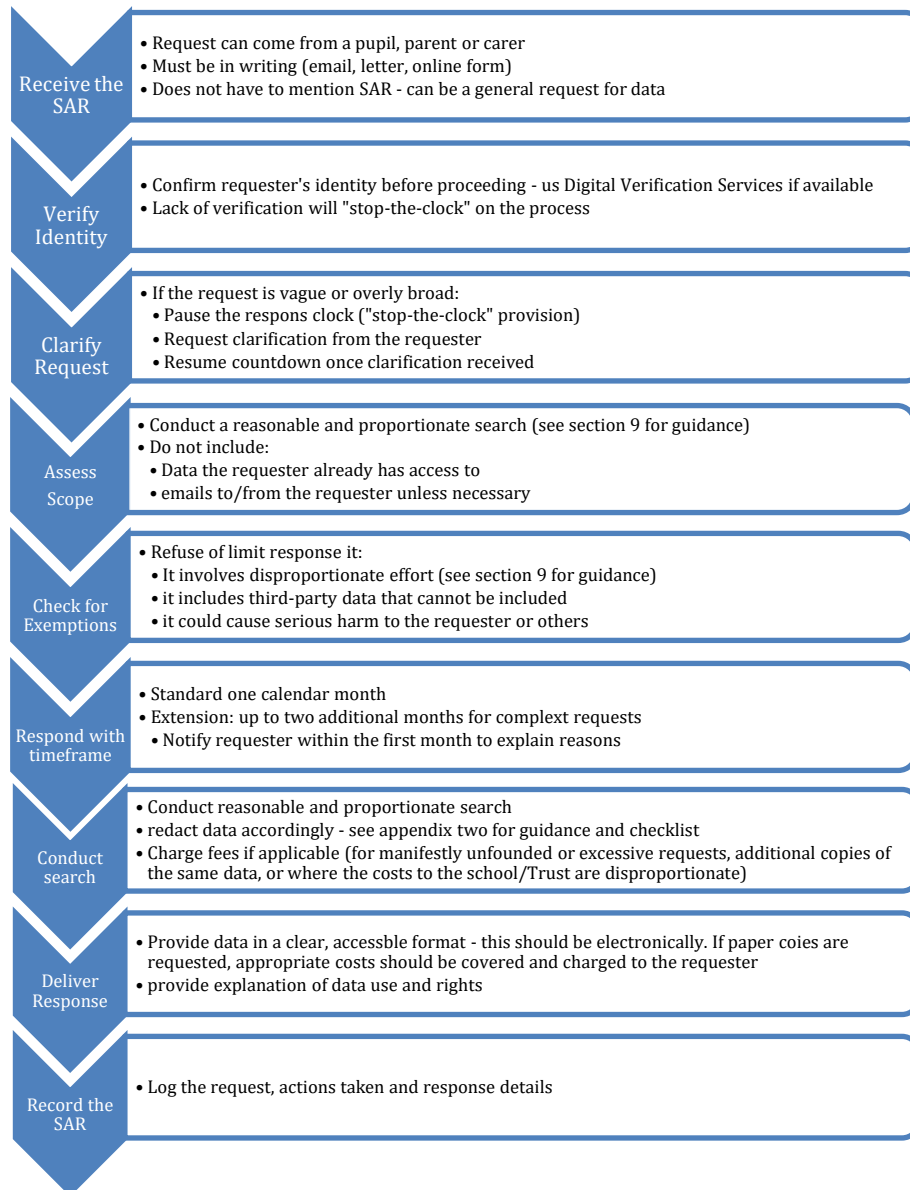 Receive the
SAR
• Request can come from a pupil, parent or carer
• Must be in writing (email, letter, online form)
• Does not have to mention SAR - can be a general request for data
Verify
Identity
• Confirm requester's identity before proceeding - us Digital Verification Services if available
• Lack of verification will "stop-the-clock" on the process
Clarify
Request
• If the request is vague or overly broad:
• Pause the respons clock ("stop-the-clock" provision)
• Request clarification from the requester
• Resume countdown once clarification received
Assess
Scope
• Conduct a reasonable and proportionate search (see section 9 for guidance)
• Do not include:
• Data the requester already has access to
• emails to/from the requester unless necessary
Check for
Exemptions
• Refuse of limit response it:
• It involves disproportionate effort (see section 9 for guidance)
• it includes third-party data that cannot be included
• it could cause serious harm to the requester or others
Respond with
timeframe
• Standard one calendar month
• Extension: up to two additional months for complext requests
• Notify requester within the first month to explain reasons
Conduct
search
• Conduct reasonable and proportionate search
• redact data accordingly - see appendix two for guidance and checklist
• Charge fees if applicable (for manifestly unfounded or excessive requests, additional copies of
the same data, or where the costs to the school/Trust are disproportionate)
Deliver
Response
• Provide data in a clear, accessble format - this should be electronically. If paper coies are
requested, appropriate costs should be covered and charged to the requester
• provide explanation of data use and rights
Record the
SAR
• Log the request, actions taken and response details